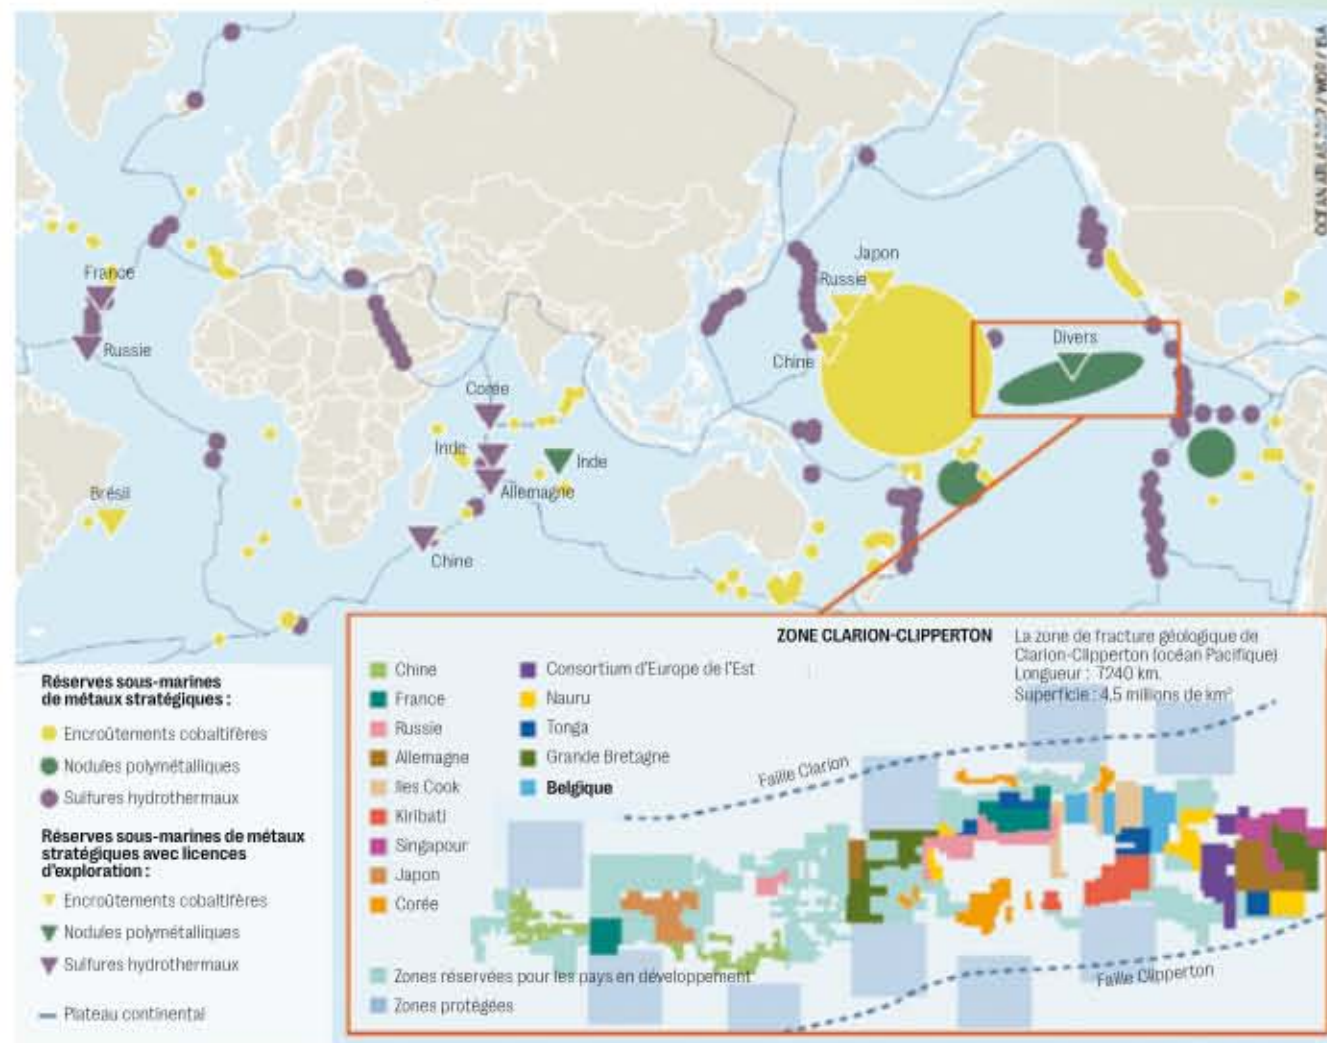 OCEAN ATLAS 2017 / WOR / ISA
Japon
Russie
Chine
Divers
France
Russie
Corée
Inde
Inde
Allemagne
Chine
Brésil
Réserves sous-marines
de métaux stratégiques :
Encroûtements cobaltifères
Nodules polymétalliques
Sulfures hydrothermaux
Réserves sous-marines de métaux
stratégiques avec licences
d'exploration :
Encroûtements cobaltifères
Nodules polymétalliques
Sulfures hydrothermaux
Plateau continental
ZONE CLARION-CLIPPERTON
La zone de fracture géologique de
Clarion-Clipperton (océan Pacifique)
Longueur : 7240 km.
Superficie : 4,5 millions de km²
Chine
France
Russie
Allemagne
Iles Cook
Kiribati
Singapour
Japon
Corée
Consortium d'Europe de l'Est
Nauru
Tonga
Grande Bretagne
Belgique
Zones réservées pour les pays en développement
Zones protégées
Faille Clarion
Faille Clipperton